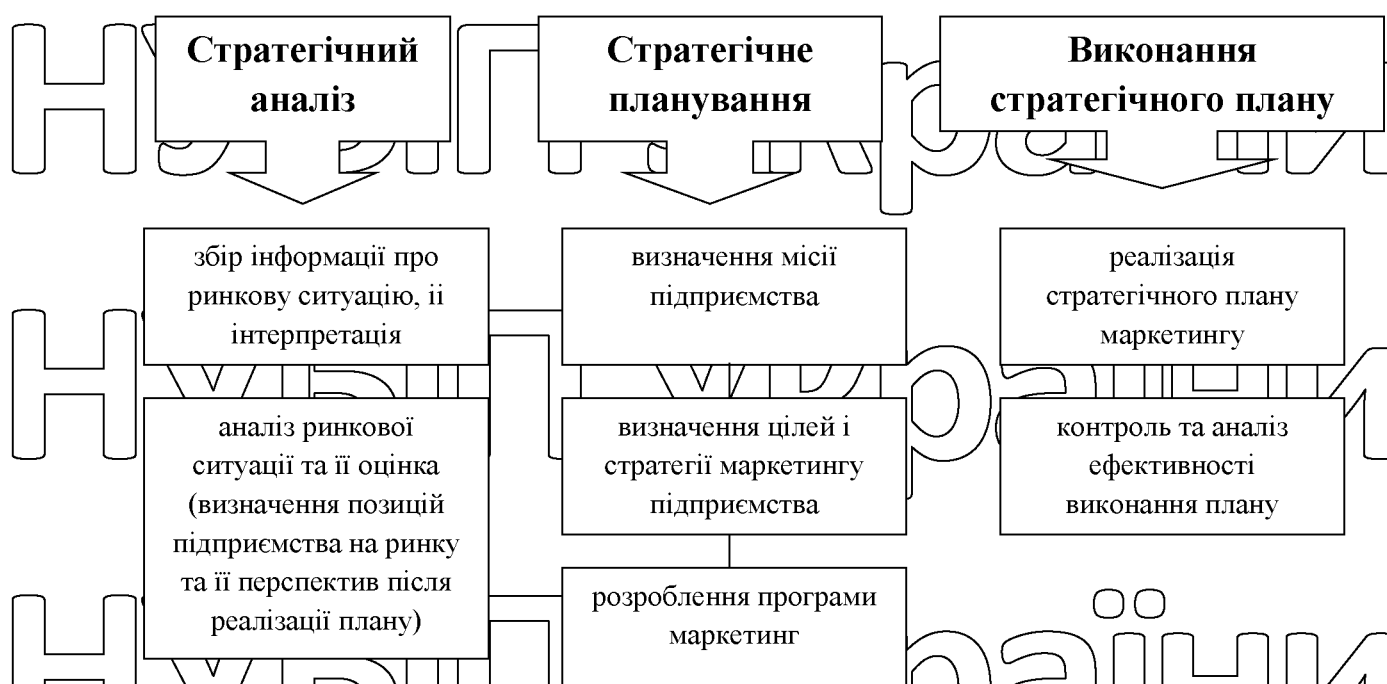 Стратегічний
аналіз
Стратегічне
планування
Виконання
стратегічного плану
збір інформації про
ринкову ситуацію, іі
інтерпретація
визначення місії
підприємства
реалізація
стратегічного плану
маркетингу
аналіз ринкової
ситуації та її оцінка
(визначення позицій
підприємства на ринку
та її перспектив після
реалізації плану)
визначення цілей і
стратегії маркетингу
підприємства
контроль та аналіз
ефективності
виконання плану
розроблення програми
маркетинг